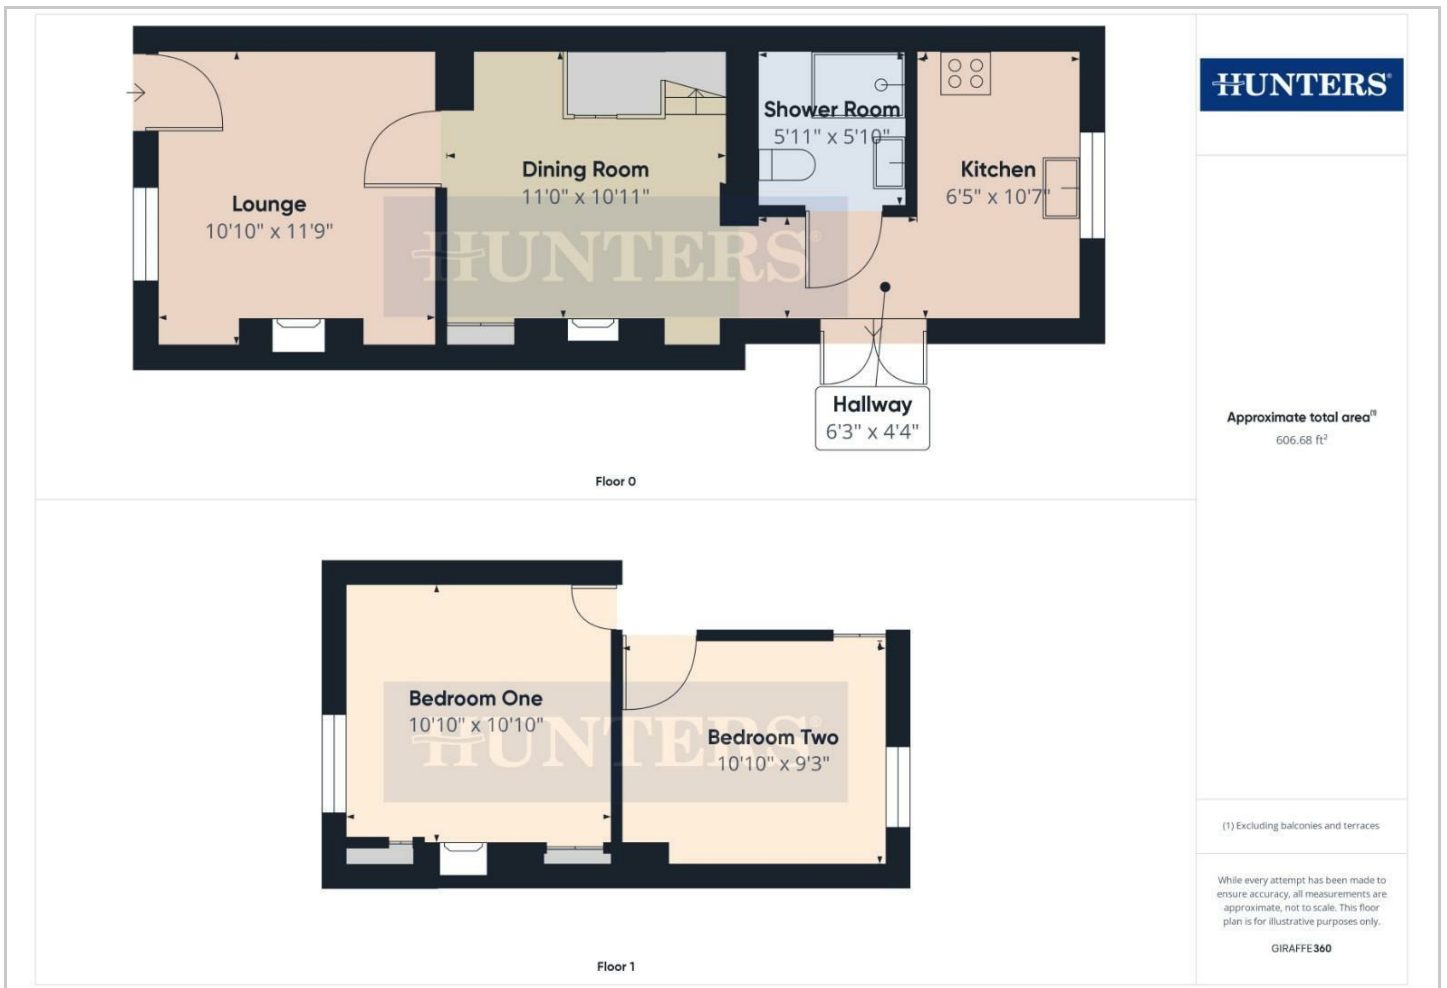 HUNTERS®
Shower Room
5'11" x 5'10"
Dining Room
11'0" x 10'11"
Kitchen
6'5" x 10'7"
Lounge
10'10" x 11'9"
HUNTERS®
Hallway
6'3" x 4'4"
Floor 0
Approximate total area(1)
606.68 ft²
Bedroom One
10'10" x 10'10"
Bedroom Two
10'10" x 9'3"
HUNTERS®
Floor 1
(1) Excluding balconies and terraces
While every attempt has been made to
ensure accuracy, all measurements are
approximate, not to scale. This floor
plan is for illustrative purposes only.
GIRAFFE360